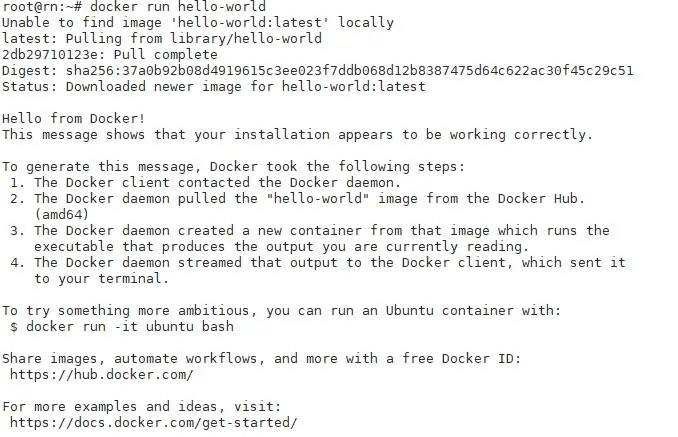 root@rn:~# docker run hello-world
Unable to find image 'hello-world:latest' locally
latest: Pulling from library/hello-world
2db29710123e: Pull complete
Digest: sha256:37a0b92b08d4919615c3ee023f7ddb068d12b8387475d64c622ac30f45c29c51
Status: Downloaded newer image for hello-world:latest
Hello from Docker!
This message shows that your installation appears to be working correctly.
To generate this message, Docker took the following steps:
1. The Docker client contacted the Docker daemon.
2. The Docker daemon pulled the "hello-world" image from the Docker Hub.
(amd64)
3. The Docker daemon created a new container from that image which runs the
executable that produces the output you are currently reading.
4. The Docker daemon streamed that output to the Docker client, which sent it
to your terminal.
To try something more ambitious, you can run an Ubuntu container with:
$ docker run -it ubuntu bash
Share images, automate workflows, and more with a free Docker ID:
https://hub.docker.com/
For more examples and ideas, visit:
https://docs.docker.com/get-started/